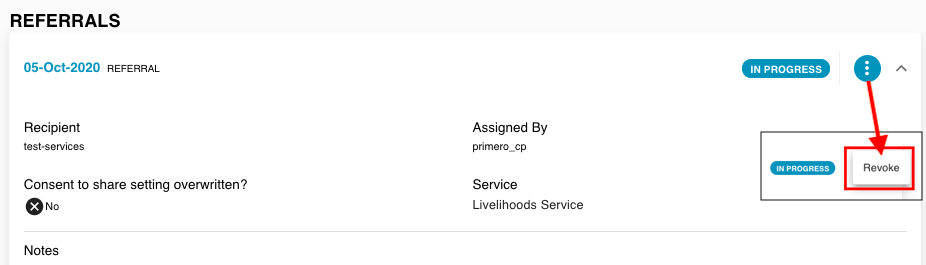 REFERRALS
05-Oct-2020 REFERRAL IN PROGRESS
Recipient Assigned By
test-services primero_cp
IN PROGRESS Revoke
Consent to share setting overwritten? Service
No Livelihoods Service
Notes